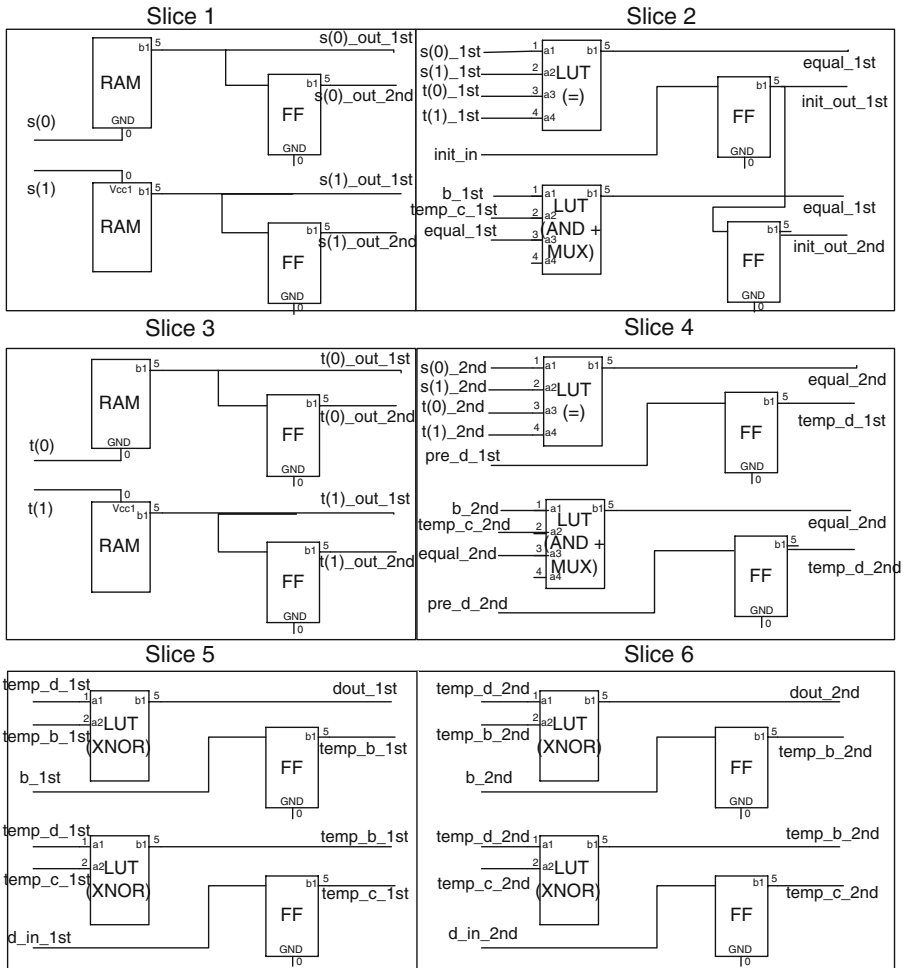 Slice 1
RAM
b1
5
s(0)_out_1st
GND
0
s(0)
b1
5
s(0)_out_2nd
FF
GND
0
s(1)
0
Vcc1
b1
5
s(1)_out_1st
RAM
b1
5
s(1)_out_2nd
FF
GND
0
Slice 2
s(0)_1st
s(1)_1st
t(0)_1st
t(1)_1st
1
2
3
4
a1
a2
a3
a4
b1
5
LUT
(=)
equal_1st
init_in
b1
5
init_out_1st
FF
GND
0
b_1st
temp_c_1st
equal_1st
1
2
3
4
a1
a2
a3
a4
b1
5
LUT
(AND +
MUX)
equal_1st
b1
5
init_out_2nd
FF
GND
0
Slice 3
RAM
b1
5
t(0)_out_1st
GND
0
t(0)
b1
5
t(0)_out_2nd
FF
GND
0
t(1)
0
Vcc1
b1
5
t(1)_out_1st
RAM
b1
5
t(1)_out_2nd
FF
GND
0
Slice 4
s(0)_2nd
s(1)_2nd
t(0)_2nd
t(1)_2nd
1
2
3
4
a1
a2
a3
a4
b1
5
LUT
(=)
equal_2nd
pre_d_1st
b1
5
temp_d_1st
FF
GND
0
b_2nd
temp_c_2nd
equal_2nd
1
2
3
4
a1
a2
a3
a4
b1
5
LUT
(AND +
MUX)
equal_2nd
pre_d_2nd
b1
5
temp_d_2nd
FF
GND
0
Slice 5
temp_d_1st
temp_b_1st
1
2
a1
a2
b1
5
LUT
(XNOR)
dout_1st
b_1st
b1
5
temp_b_1st
FF
GND
0
temp_d_1st
temp_c_1st
1
2
a1
a2
b1
5
LUT
(XNOR)
temp_b_1st
d_in_1st
b1
5
temp_c_1st
FF
GND
0
Slice 6
temp_d_2nd
temp_b_2nd
1
2
a1
a2
b1
5
LUT
(XNOR)
dout_2nd
b_2nd
b1
5
temp_b_2nd
FF
GND
0
temp_d_2nd
temp_c_2nd
1
2
a1
a2
b1
5
LUT
(XNOR)
temp_b_2nd
d_in_2nd
b1
5
temp_c_2nd
FF
GND
0